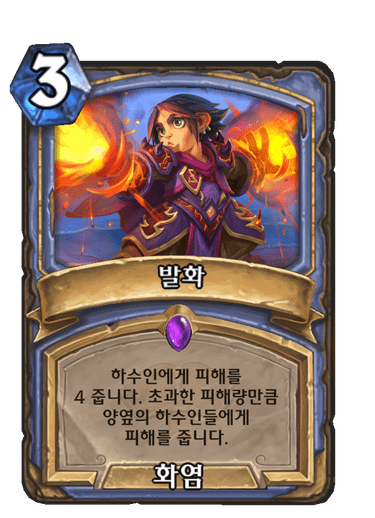 3
발화
하수인에게 피해를
4 줍니다. 초과한 피해량만큼
양옆의 하수인들에게
피해를 줍니다.
화염